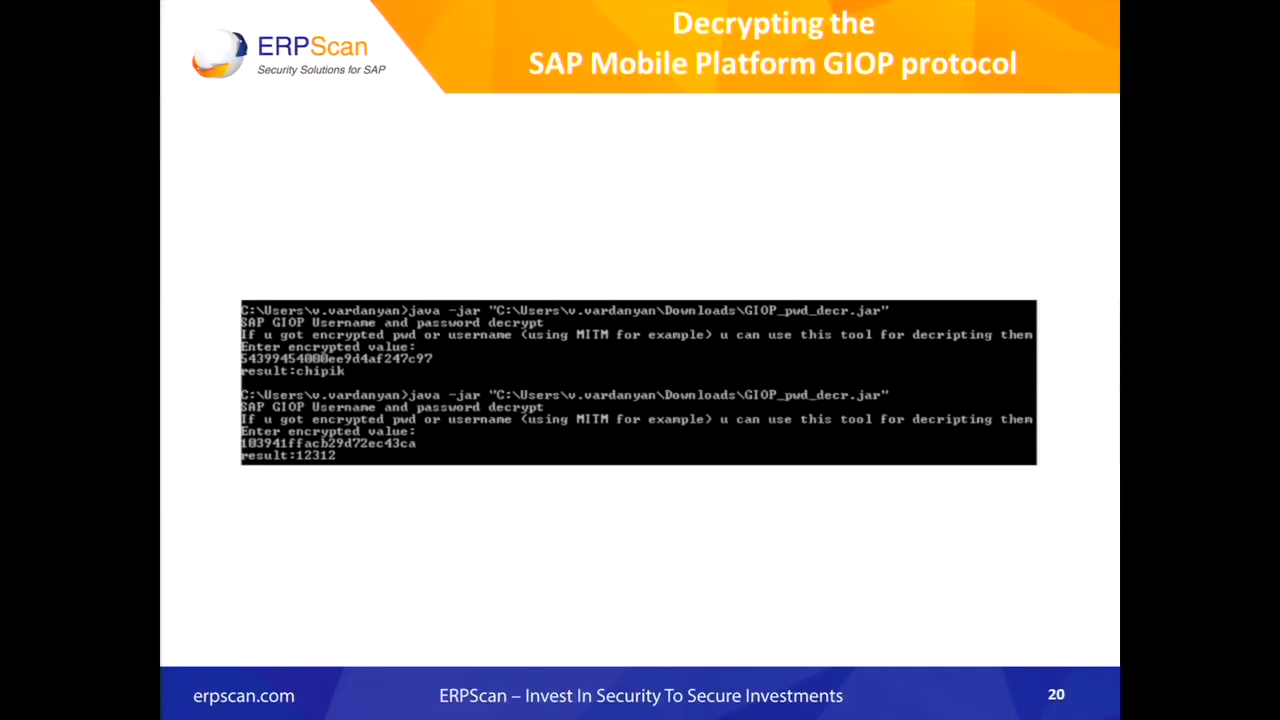 Decrypting the
SAP Mobile Platform GIOP protocol
ERPScan
Security Solutions for SAP
C:\Users\v.vardanyan>java -jar "C:\Users\v.vardanyan\Downloads\GIOP_pwd_decr.jar"
SAP GIOP Username and password decrypt
If u got encrypted pwd or username (using MITM for example) u can use this tool for decripting them
Enter encrypted value:
54399454000ee9d4af247c97
result:chipik
C:\Users\v.vardanyan>java -jar "C:\Users\v.vardanyan\Downloads\GIOP_pwd_decr.jar"
SAP GIOP Username and password decrypt
If u got encrypted pwd or username (using MITM for example) u can use this tool for decripting them
Enter encrypted value:
103941ffacb29d72ec43ca
result:12312
erpscan.com
ERPScan – Invest In Security To Secure Investments
20